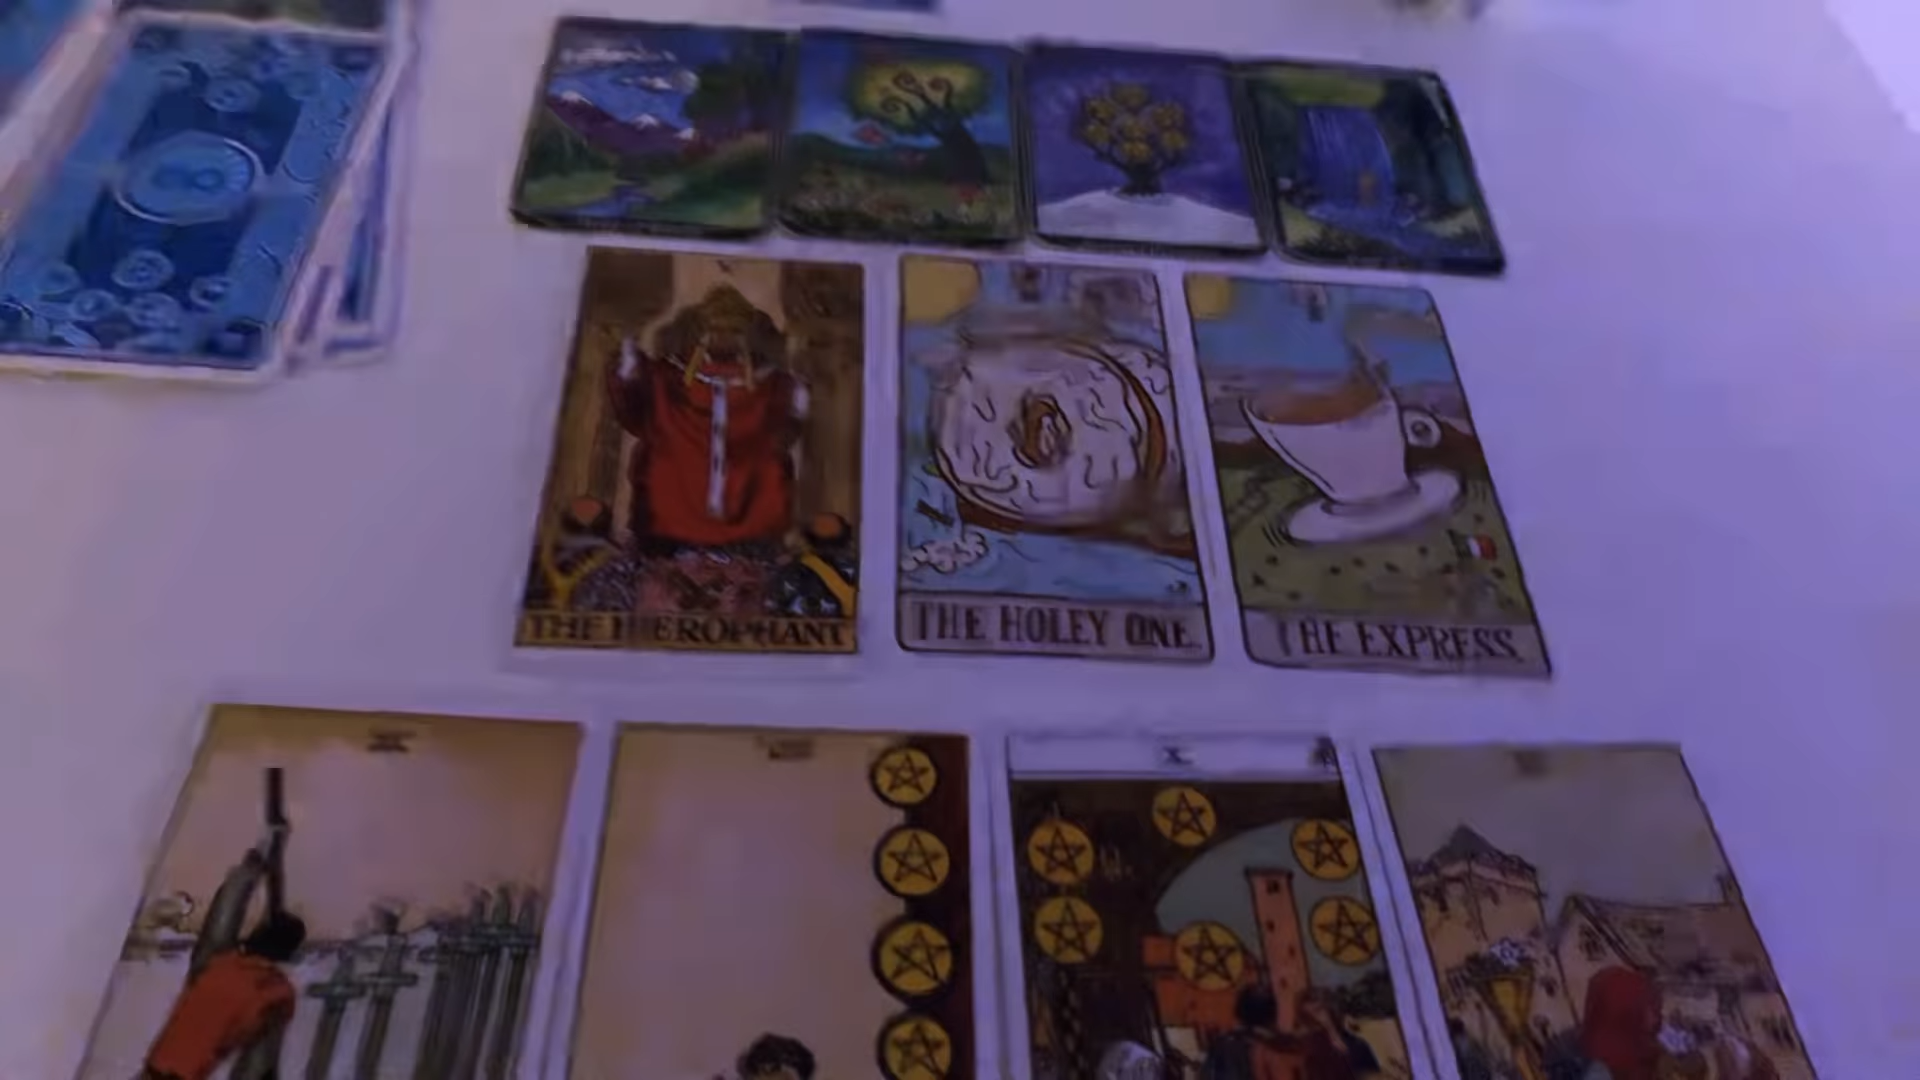 V
THE HIEROPHANT
THE HOLEY ONE.
THE EXPRESS.
X